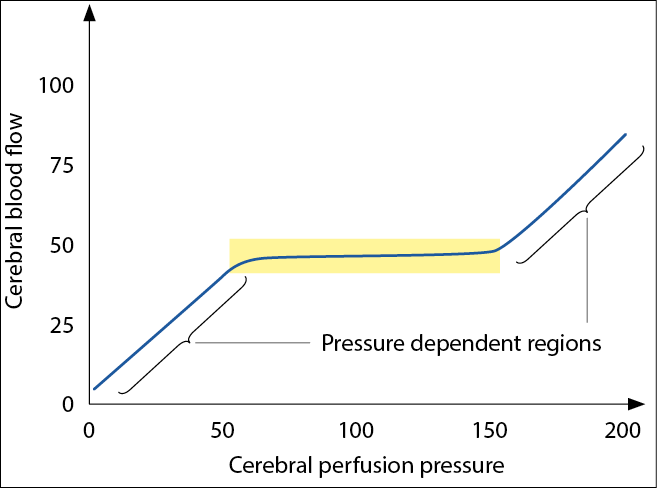 Cerebral blood flow
100
75
50
25
0
Pressure dependent regions
0 50 100 150 200
Cerebral perfusion pressure